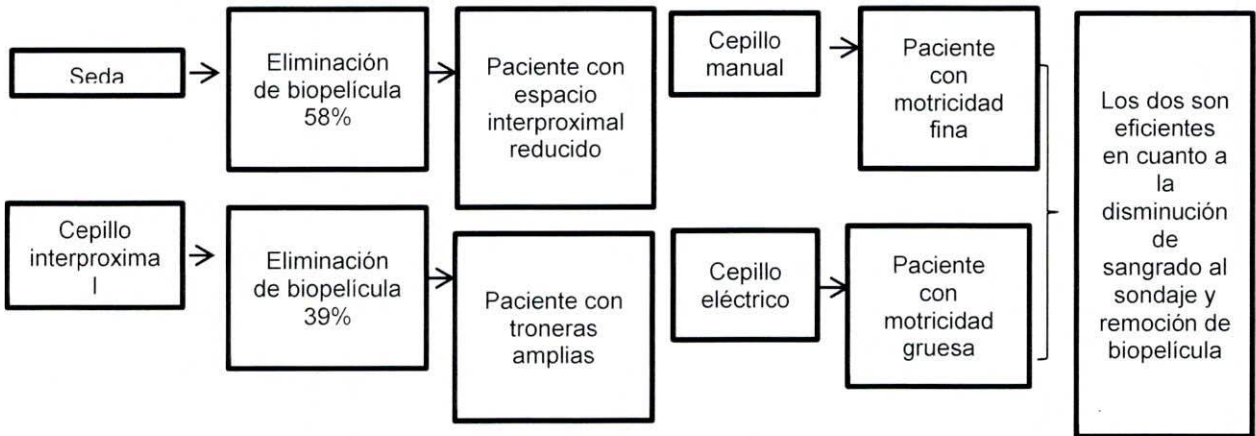 Seda
Eliminación
de biopelícula
58%
Paciente con
espacio
interproximal
reducido
Cepillo
interproxima
l
Eliminación
de biopelícula
39%
Paciente con
troneras
amplias
Cepillo
manual
Paciente
con
motricidad
fina
Cepillo
eléctrico
Paciente
con
motricidad
gruesa
Los dos son
eficientes
en cuanto a
la
disminución
de
sangrado al
sondaje y
remoción de
biopelícula